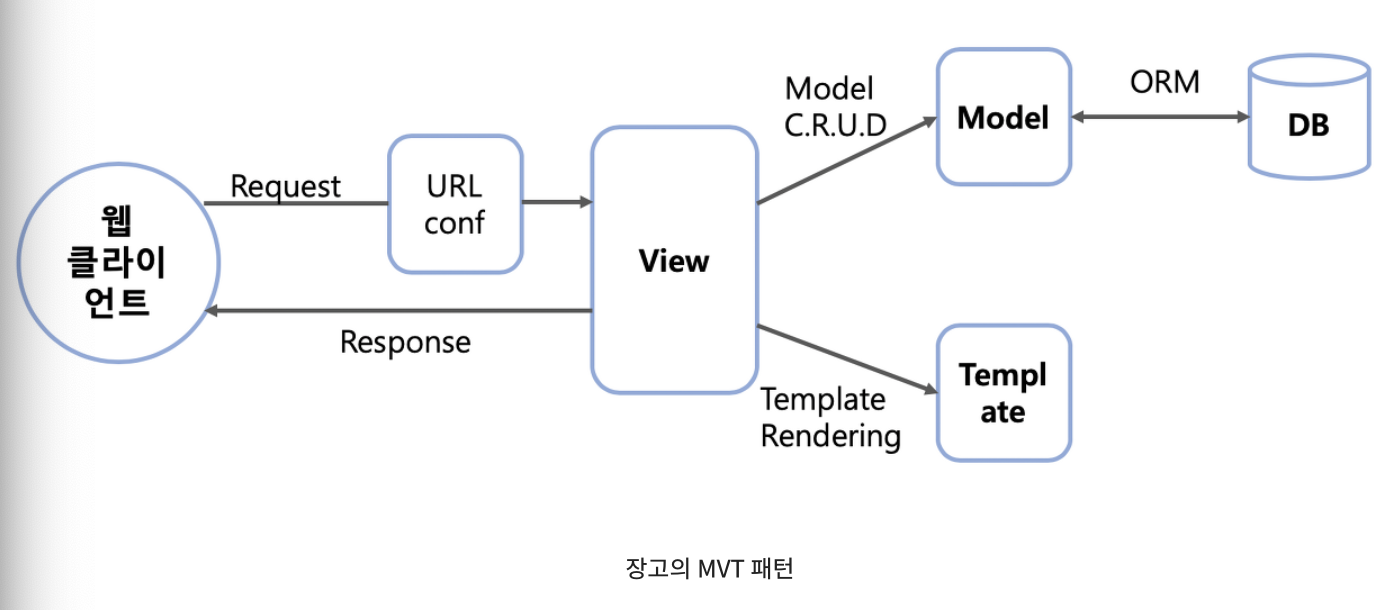 웹
클라이
언트
Request
URL
conf
Response
View
Model
C.R.U.D
Model
ORM
DB
Template
Rendering
Templ
ate
장고의 MVT 패턴